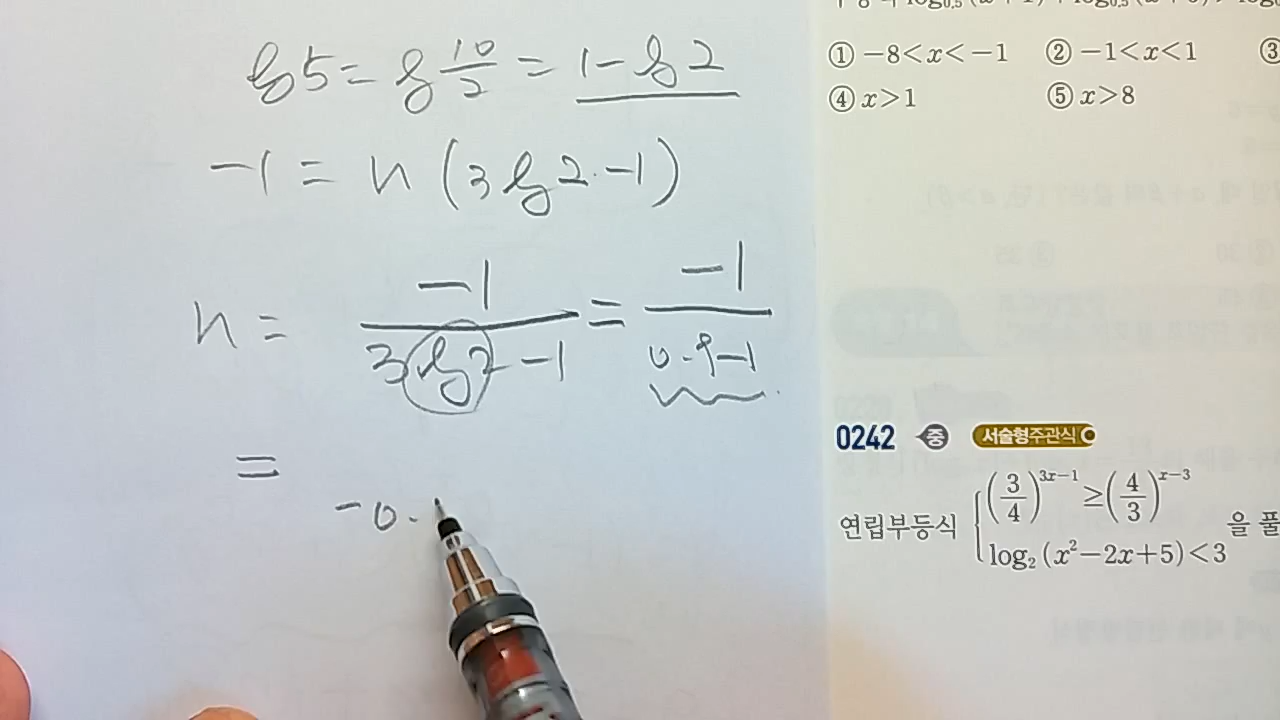 log5 = log 10/2 = 1-log2
-1 = n (3log2-1)
n = -1/(3log2-1) = -1/(0.9-1)
=
-0.
① -8<x<-1 ② -1<x<1 ③
④ x>1 ⑤ x>8
0242 중 서술형주관식
연립부등식 { (3/4)^(3x-1) ≥ (4/3)^(x-3)
log₂(x²-2x+5)<3 을 풀